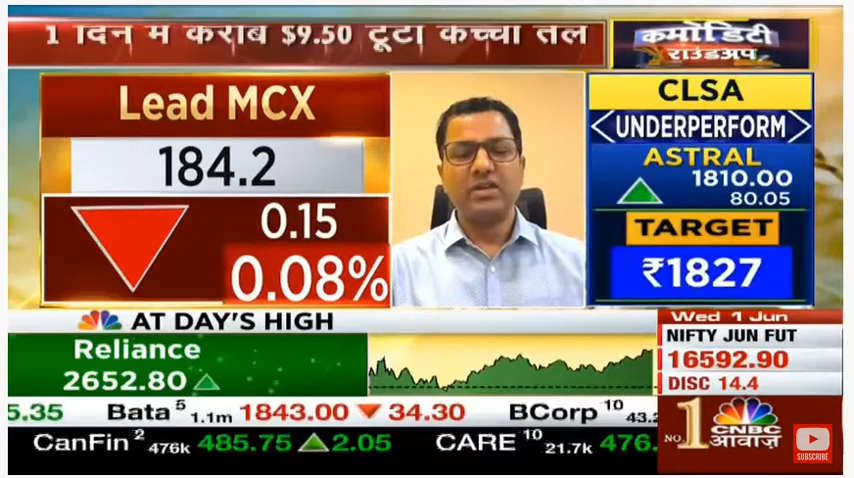 1 दिन में करीब $9.50 टूटा कच्चा तेल
कमोडिटी
राउंडअप
Lead MCX
184.2
0.15
0.08%
CLSA
UNDERPERFORM
ASTRAL
1810.00
80.05
TARGET
₹1827
AT DAY'S HIGH
Reliance
2652.80
Wed 1 Jun
NIFTY JUN FUT
16592.90
DISC 14.4
5.35 Bata 5 1.1m 1843.00 34.30 BCorp 10 43.2
CanFin 2 476k 485.75 2.05 CARE 10 21.7k 476.
NO. 1 CNBC
आवाज़
SUBSCRIBE